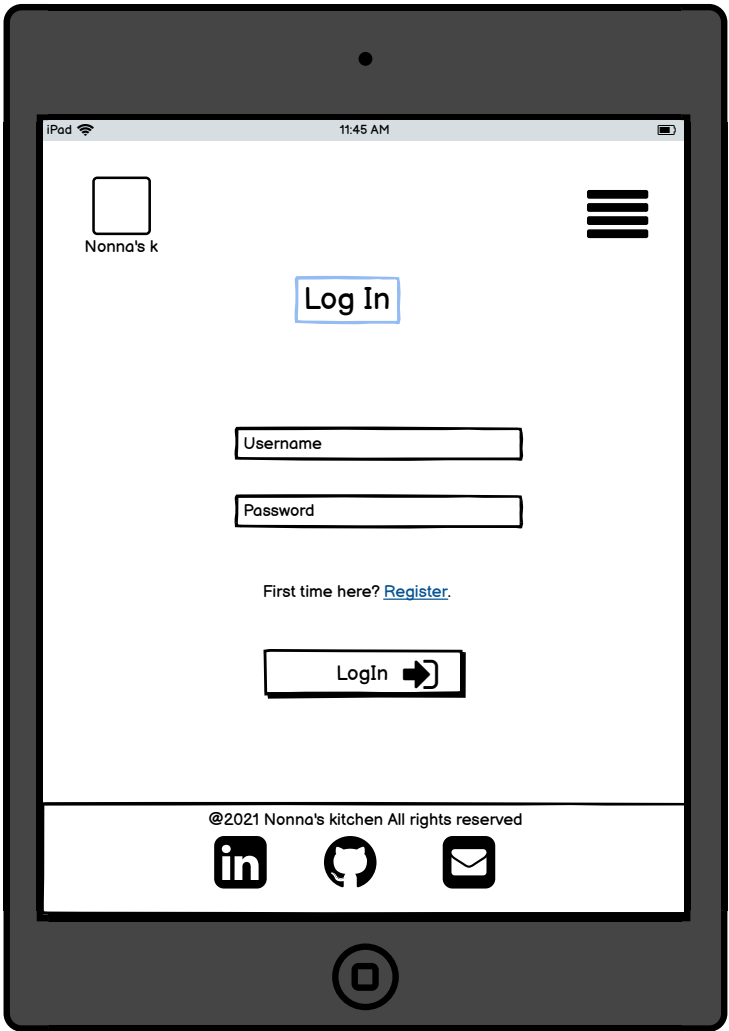 iPad 11:45 AM
Nonna's k
Log In
Username
Password
First time here? Register.
LogIn
@2021 Nonna's kitchen All rights reserved
in